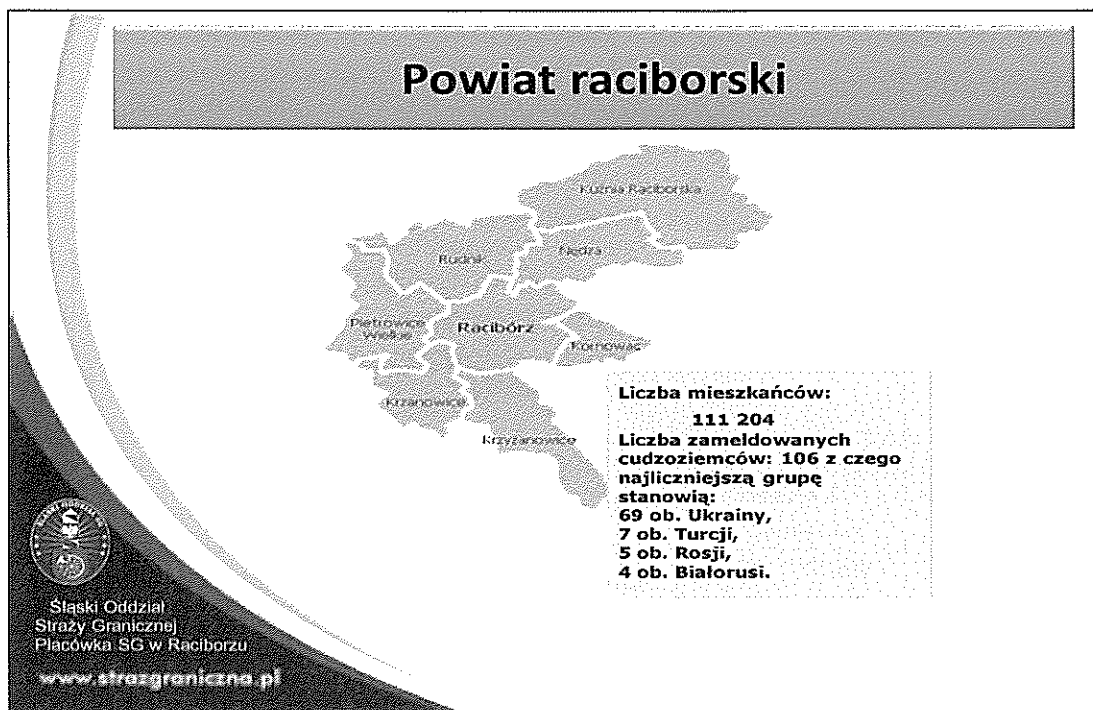 Powiat raciborski
Kuźnia Raciborska
Rudnik
Nędza
Pietrowice
Wielkie
Racibórz
Kornowac
Krzanowice
Krzyżanowice
Liczba mieszkańców:
111 204
Liczba zameldowanych
cudzoziemców: 106 z czego
najliczniejszą grupę
stanowią:
69 ob. Ukrainy,
7 ob. Turcji,
5 ob. Rosji,
4 ob. Białorusi.
Śląski Oddział
Straży Granicznej
Placówka SG w Raciborzu
www.strazgraniczna.pl